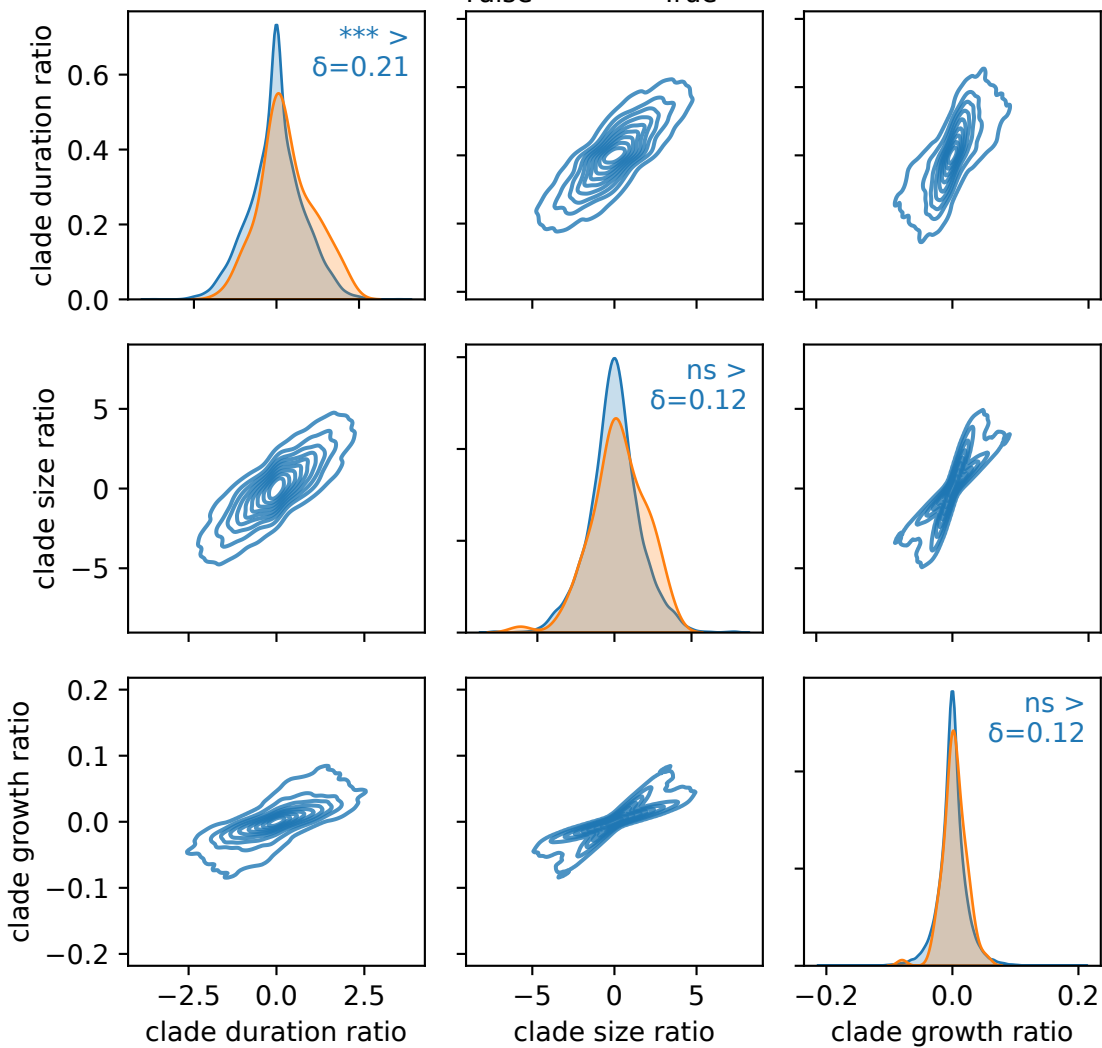 clade duration ratio
0.6
0.4
0.2
0.0
*** >
δ=0.21
clade size ratio
5
0
−5
ns >
δ=0.12
clade growth ratio
0.2
0.1
0.0
−0.1
−0.2
ns >
δ=0.12
−2.5 0.0 2.5
−5 0 5
−0.2 0.0 0.2
clade duration ratio
clade size ratio
clade growth ratio